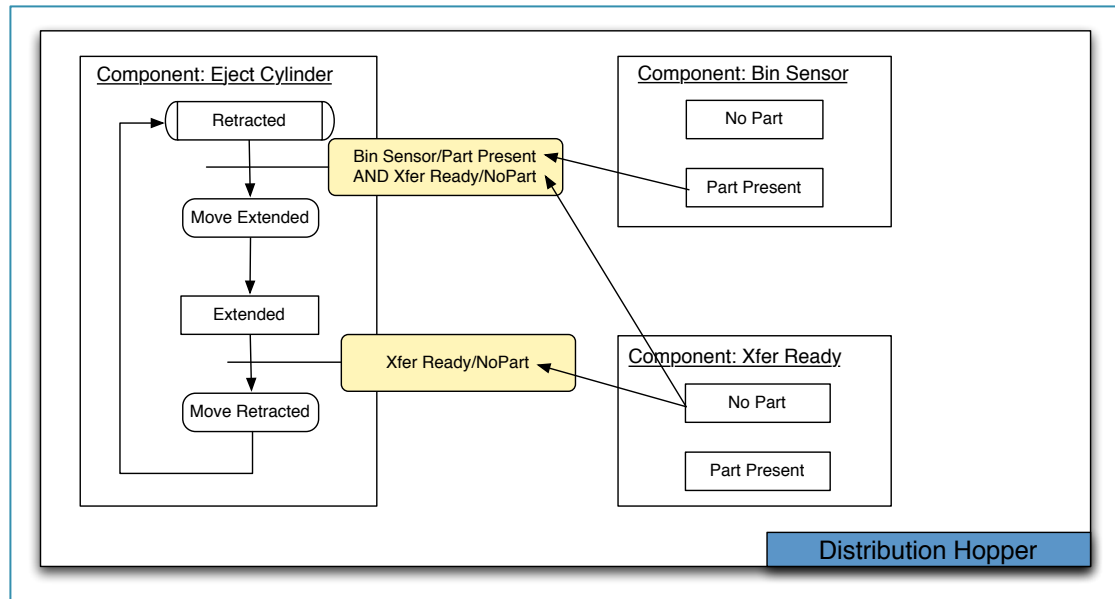 Component: Eject Cylinder
Retracted
Move Extended
Extended
Move Retracted
Bin Sensor/Part Present
AND Xfer Ready/NoPart
Xfer Ready/NoPart
Component: Bin Sensor
No Part
Part Present
Component: Xfer Ready
No Part
Part Present
Distribution Hopper